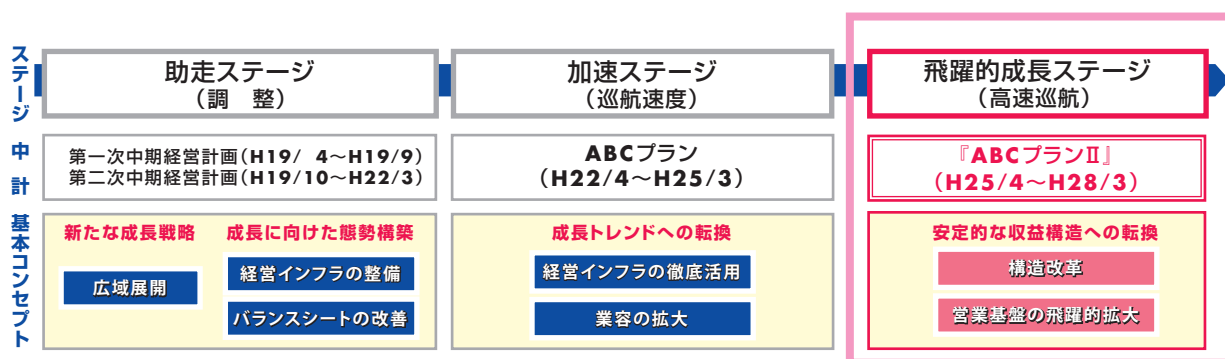 ステージ
助走ステージ
（調　整）
加速ステージ
（巡航速度）
飛躍的成長ステージ
（高速巡航）
中計
第一次中期経営計画（H19/ 4～H19/9）
第二次中期経営計画（H19/10～H22/3）
ABCプラン
（H22/4～H25/3）
『ABCプランⅡ』
（H25/4～H28/3）
基本コンセプト
新たな成長戦略
広域展開
成長に向けた態勢構築
経営インフラの整備
バランスシートの改善
成長トレンドへの転換
経営インフラの徹底活用
業容の拡大
安定的な収益構造への転換
構造改革
営業基盤の飛躍的拡大